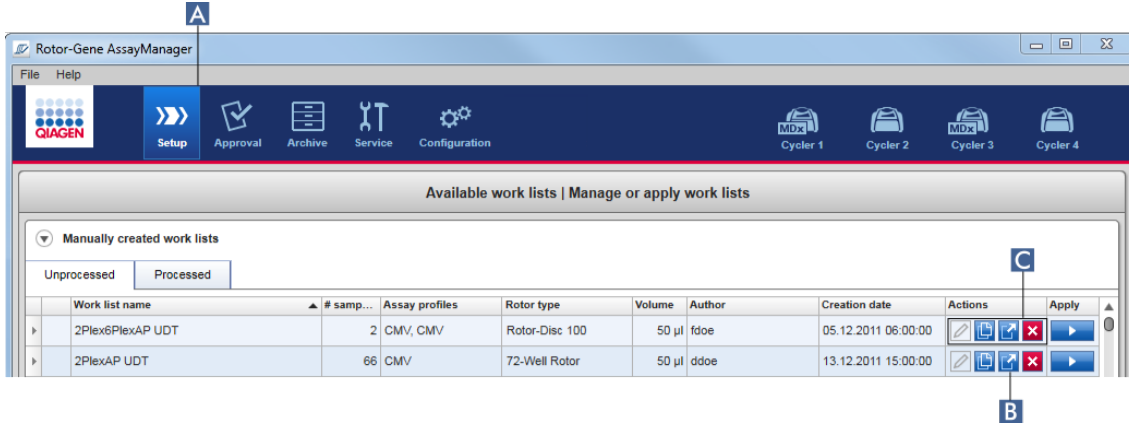 A
Rotor-Gene AssayManager
File Help
QIAGEN
Setup Approval Archive Service Configuration MDx Cycler 1 Cycler 2 MDx Cycler 3 Cycler 4
Available work lists | Manage or apply work lists
Manually created work lists
C
Unprocessed Processed
Work list name # samp... Assay profiles Rotor type Volume Author Creation date Actions Apply
2Plex6PlexAP UDT 2 CMV, CMV Rotor-Disc 100 50 µl fdoe 05.12.2011 06:00:00
2PlexAP UDT 66 CMV 72-Well Rotor 50 µl ddoe 13.12.2011 15:00:00
B